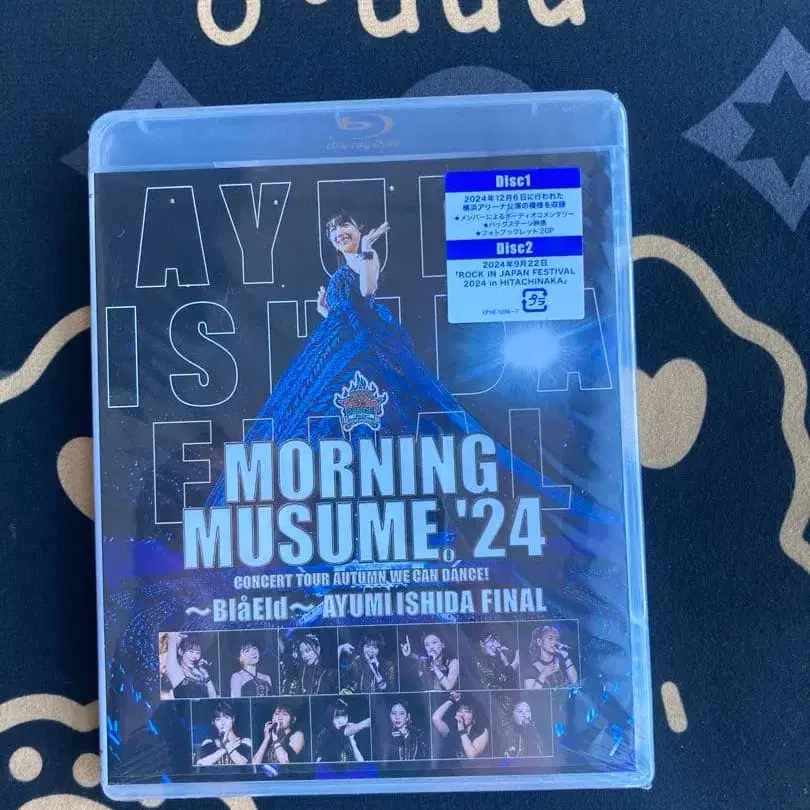 Blu-ray Disc
AYU
ISHIDA
FINAL
Disc1
2024年12月6日に行われた
横浜アリーナ公演の模様を収録
★メンバーによるオーディオコメンタリー
★バックステージ映像
★フォトブックレット20P
Disc2
2024年9月22日
「ROCK IN JAPAN FESTIVAL
2024 in HITACHINAKA」
プラ
MORNING
MUSUME。'24
CONCERT TOUR AUTUMN WE CAN DANCE!
～BlåEld～ AYUMI ISHIDA FINAL